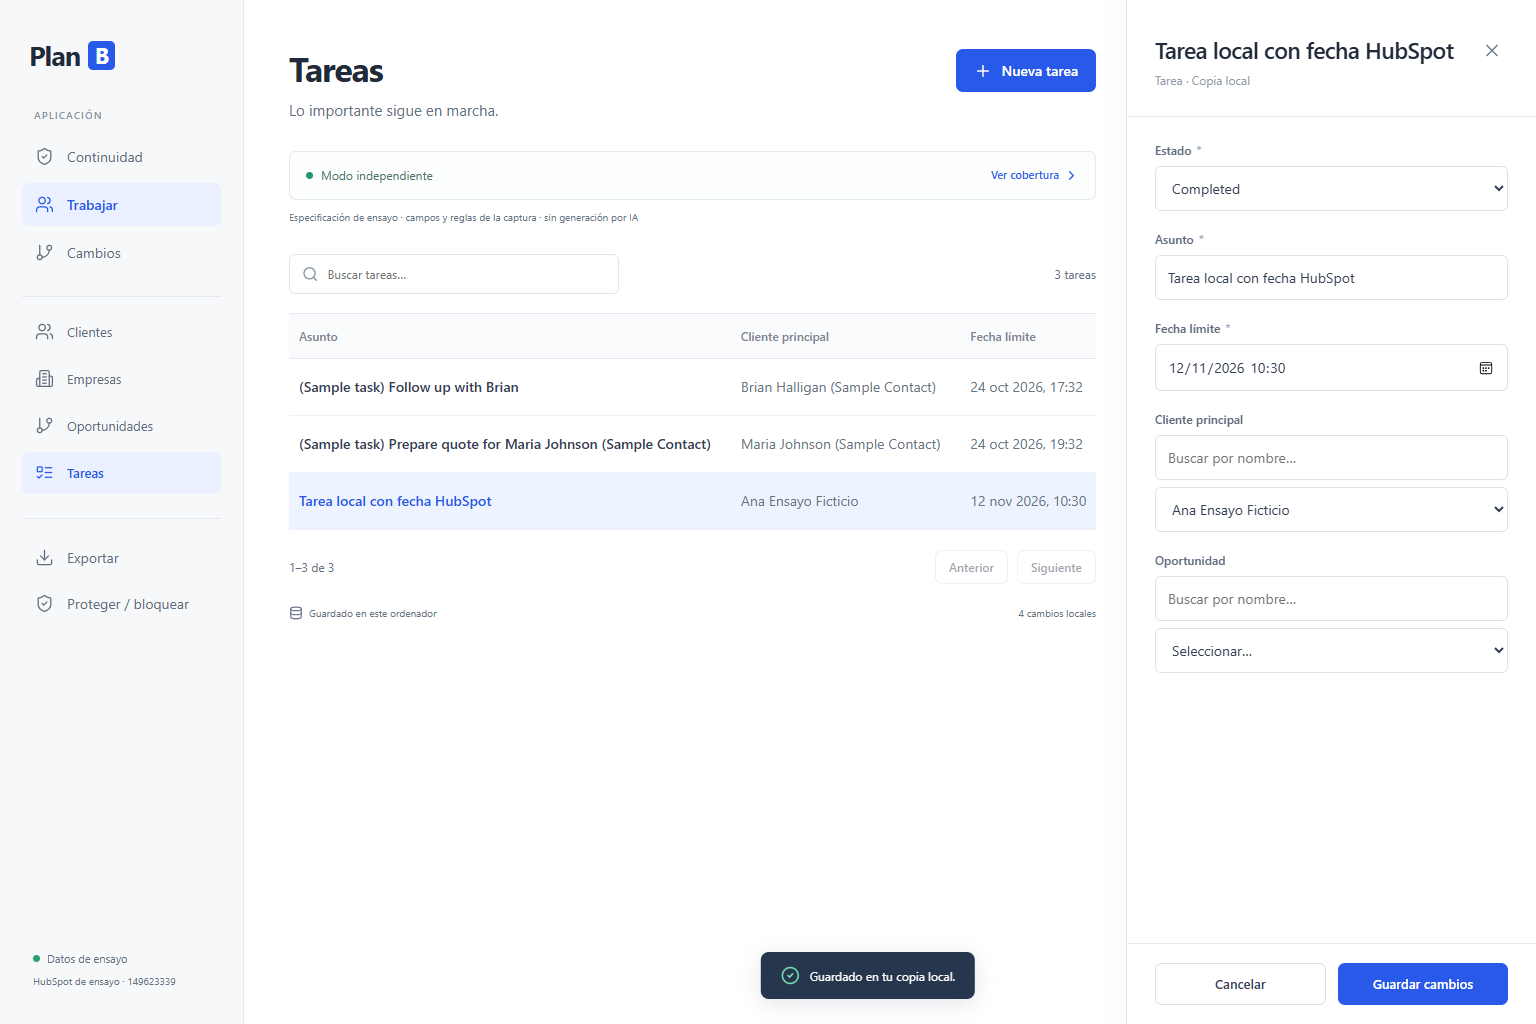 Plan B
APLICACIÓN
Continuidad
Trabajar
Cambios
Clientes
Empresas
Oportunidades
Tareas
Exportar
Proteger / bloquear
Datos de ensayo
HubSpot de ensayo · 149623339
Tareas
Lo importante sigue en marcha.
Nueva tarea
Modo independiente
Ver cobertura
Especificación de ensayo · campos y reglas de la captura · sin generación por IA
Buscar tareas...
3 tareas
Asunto Cliente principal Fecha límite
(Sample task) Follow up with Brian Brian Halligan (Sample Contact) 24 oct 2026, 17:32
(Sample task) Prepare quote for Maria Johnson (Sample Contact) Maria Johnson (Sample Contact) 24 oct 2026, 19:32
Tarea local con fecha HubSpot Ana Ensayo Ficticio 12 nov 2026, 10:30
1–3 de 3
Anterior Siguiente
Guardado en este ordenador
4 cambios locales
Guardado en tu copia local.
Tarea local con fecha HubSpot
Tarea · Copia local
Estado *
Completed
Asunto *
Tarea local con fecha HubSpot
Fecha límite *
12/11/2026 10:30
Cliente principal
Buscar por nombre...
Ana Ensayo Ficticio
Oportunidad
Buscar por nombre...
Seleccionar...
Cancelar Guardar cambios